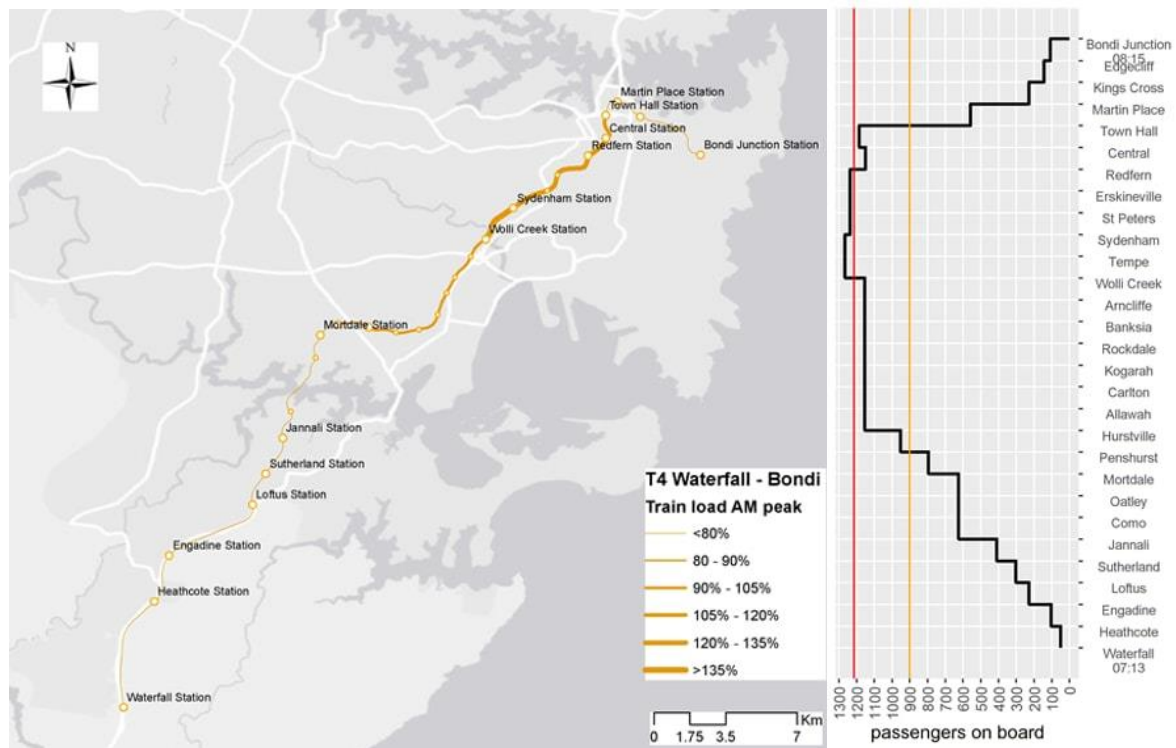 N
Martin Place Station
Town Hall Station
Central Station
Redfern Station
Bondi Junction Station
Sydenham Station
Wolli Creek Station
Mortdale Station
Jannali Station
Sutherland Station
Loftus Station
Engadine Station
Heathcote Station
Waterfall Station
T4 Waterfall - Bondi
Train load AM peak
<80%
80 - 90%
90% - 105%
105% - 120%
120% - 135%
>135%
Km
0 1.75 3.5 7
Bondi Junction
08:15
Edgecliff
Kings Cross
Martin Place
Town Hall
Central
Redfern
Erskineville
St Peters
Sydenham
Tempe
Wolli Creek
Arncliffe
Banksia
Rockdale
Kogarah
Carlton
Allawah
Hurstville
Penshurst
Mortdale
Oatley
Como
Jannali
Sutherland
Loftus
Engadine
Heathcote
Waterfall
07:13
1300 1200 1100 1000 900 800 700 600 500 400 300 200 100 0
passengers on board